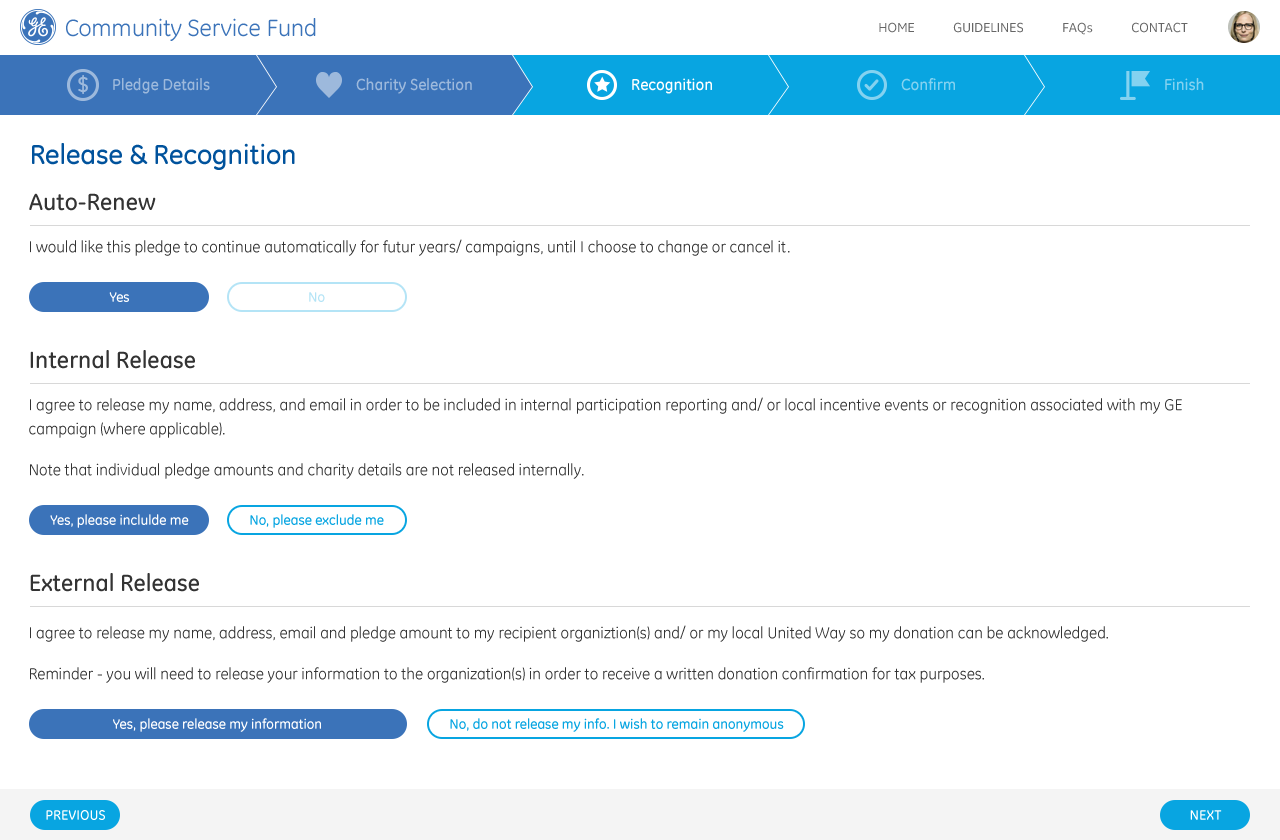 GE Community Service Fund
HOME GUIDELINES FAQs CONTACT
$ Pledge Details Charity Selection Recognition Confirm Finish
Release & Recognition
Auto-Renew
I would like this pledge to continue automatically for futur years/ campaigns, until I choose to change or cancel it.
Yes No
Internal Release
I agree to release my name, address, and email in order to be included in internal participation reporting and/ or local incentive events or recognition associated with my GE
campaign (where applicable).
Note that individual pledge amounts and charity details are not released internally.
Yes, please inclulde me No, please exclude me
External Release
I agree to release my name, address, email and pledge amount to my recipient organiztion(s) and/ or my local United Way so my donation can be acknowledged.
Reminder - you will need to release your information to the organization(s) in order to receive a written donation confirmation for tax purposes.
Yes, please release my information No, do not release my info. I wish to remain anonymous
PREVIOUS NEXT